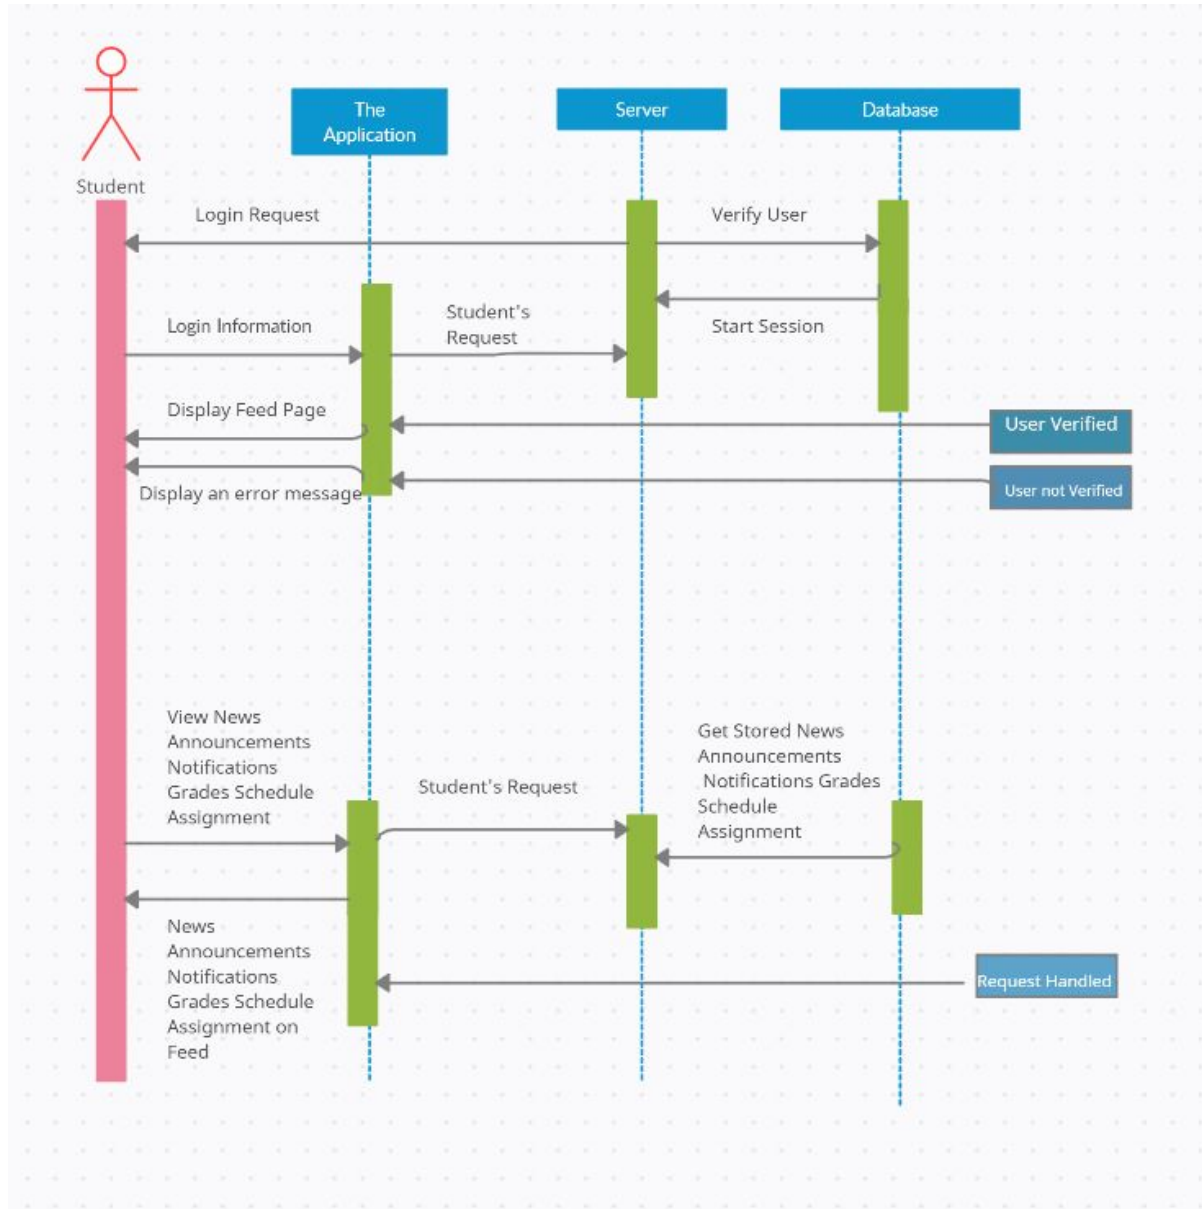 The
Application
Server
Database
Student
Login Request
Verify User
Login Information
Student's
Request
Start Session
Display Feed Page
User Verified
Display an error message
User not Verified
View News
Announcements
Notifications
Grades Schedule
Assignment
Student's Request
Get Stored News
Announcements
Notifications Grades
Schedule
Assignment
News
Announcements
Notifications
Grades Schedule
Assignment on
Feed
Request Handled